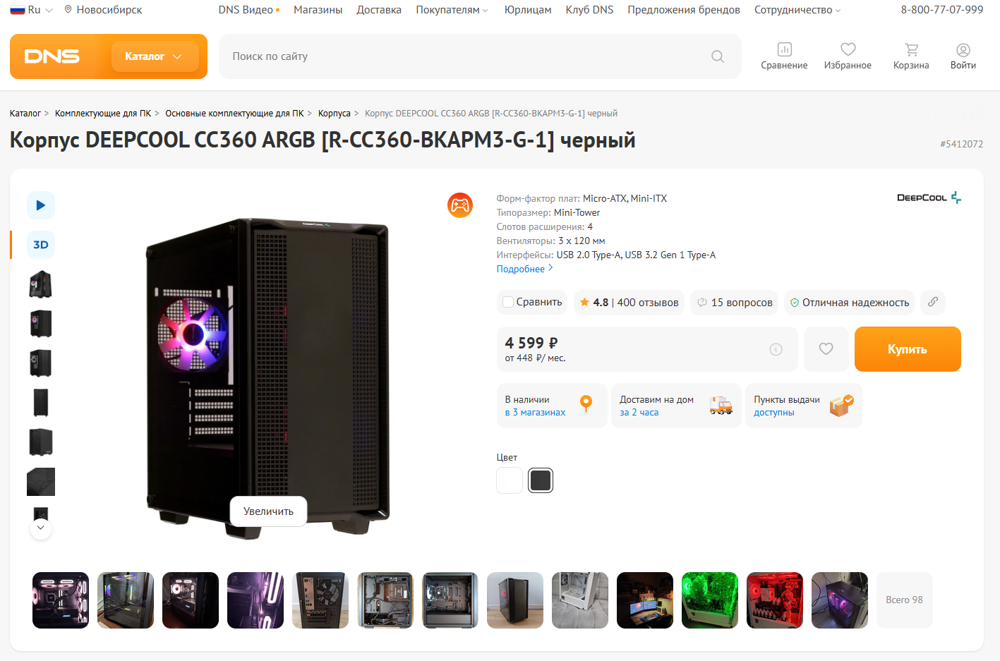 Ru Новосибирск DNS Видео Магазины Доставка Покупателям Юрлицам Клуб DNS Предложения брендов Сотрудничество 8-800-77-07-999
DNS Каталог Поиск по сайту Сравнение Избранное Корзина Войти
Каталог > Комплектующие для ПК > Основные комплектующие для ПК > Корпуса > Корпус DEEPCOOL CC360 ARGB [R-CC360-BKAPM3-G-1] черный
Корпус DEEPCOOL CC360 ARGB [R-CC360-BKAPM3-G-1] черный
#5412072
3D
DEEPCOOL
Форм-фактор плат: Micro-ATX, Mini-ITX
Типоразмер: Mini-Tower
Слотов расширения: 4
Вентиляторы: 3 x 120 мм
Интерфейсы: USB 2.0 Type-A, USB 3.2 Gen 1 Type-A
Подробнее
DEEPCOOL
Сравнить 4.8 | 400 отзывов 15 вопросов Отличная надежность
4 599 ₽
от 448 ₽/ мес.
Купить
В наличии
в 3 магазинах
Доставим на дом
за 2 часа
Пункты выдачи
доступны
Цвет
Увеличить
Всего 98